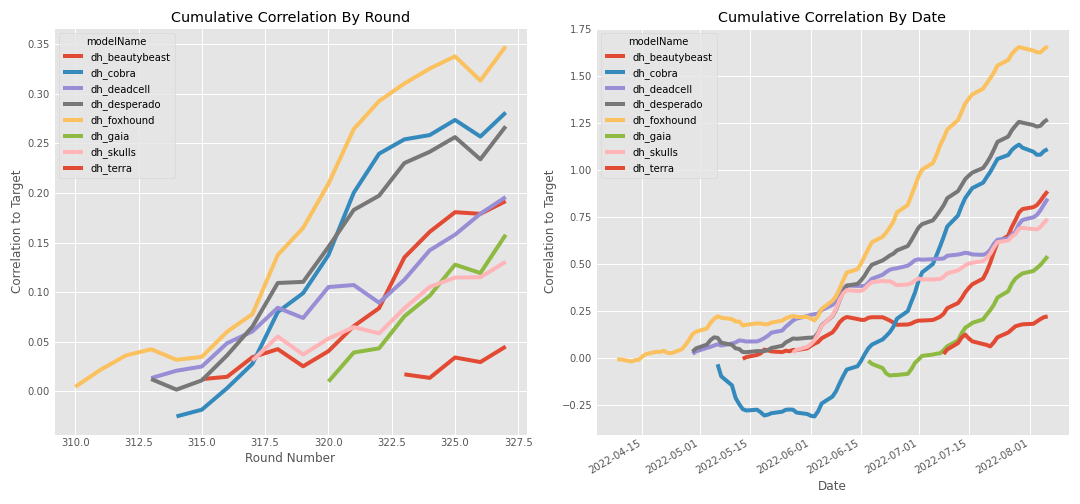 Cumulative Correlation By Round
Correlation to Target
0.35
0.30
0.25
0.20
0.15
0.10
0.05
0.00
modelName
dh_beautybeast
dh_cobra
dh_deadcell
dh_desperado
dh_foxhound
dh_gaia
dh_skulls
dh_terra
310.0 312.5 315.0 317.5 320.0 322.5 325.0 327.5
Round Number
Cumulative Correlation By Date
Correlation to Target
1.75
1.50
1.25
1.00
0.75
0.50
0.25
0.00
−0.25
modelName
dh_beautybeast
dh_cobra
dh_deadcell
dh_desperado
dh_foxhound
dh_gaia
dh_skulls
dh_terra
2022-04-15 2022-05-01 2022-05-15 2022-06-01 2022-06-15 2022-07-01 2022-07-15 2022-08-01
Date